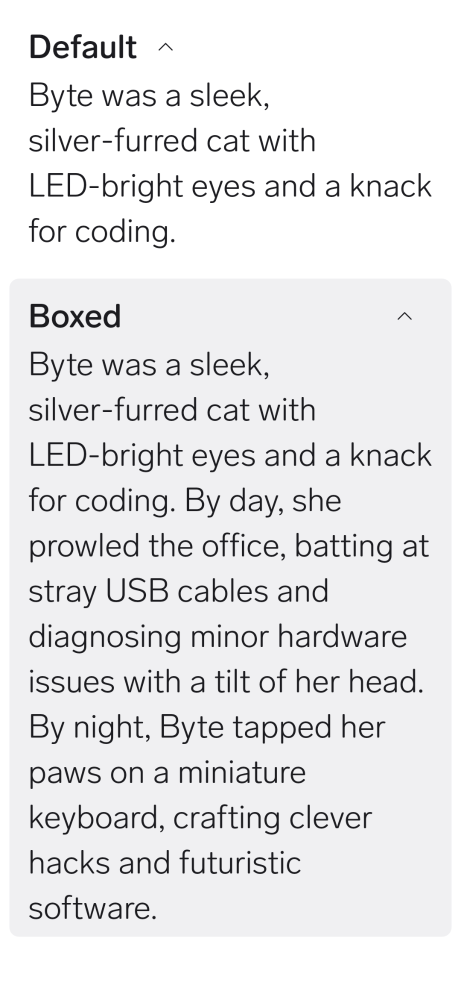 Default
Byte was a sleek,
silver-furred cat with
LED-bright eyes and a knack
for coding.
Boxed
Byte was a sleek,
silver-furred cat with
LED-bright eyes and a knack
for coding. By day, she
prowled the office, batting at
stray USB cables and
diagnosing minor hardware
issues with a tilt of her head.
By night, Byte tapped her
paws on a miniature
keyboard, crafting clever
hacks and futuristic
software.